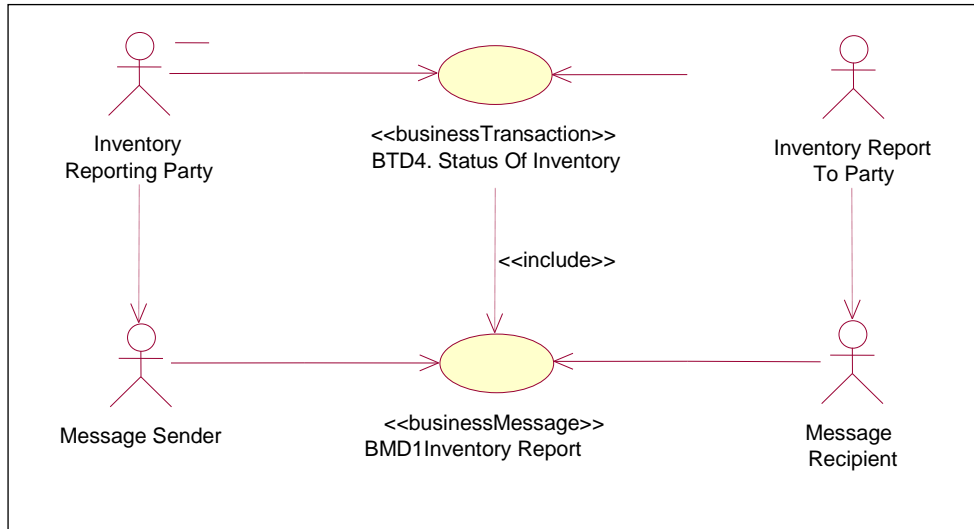 <<businessTransaction>>
BTD4. Status Of Inventory
Inventory
Reporting Party
Inventory Report
To Party
<<include>>
Message Sender
<<businessMessage>>
BMD1Inventory Report
Message
Recipient